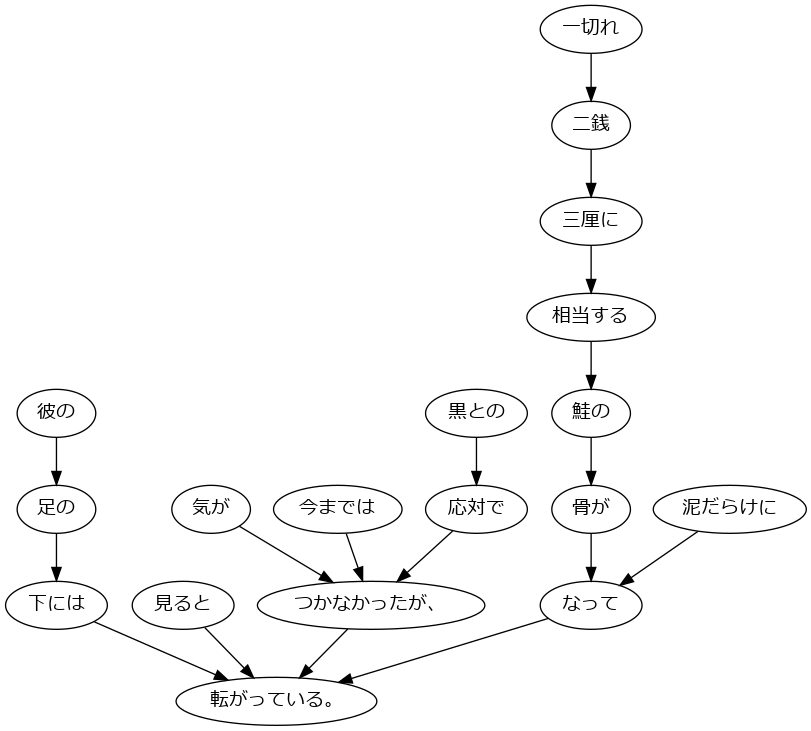 一切れ
二銭
三厘に
相当する
彼の
黒との
鮭の
足の
気が
今までは
応対で
骨が
泥だらけに
下には
見ると
つかなかったが、
なって
転がっている。